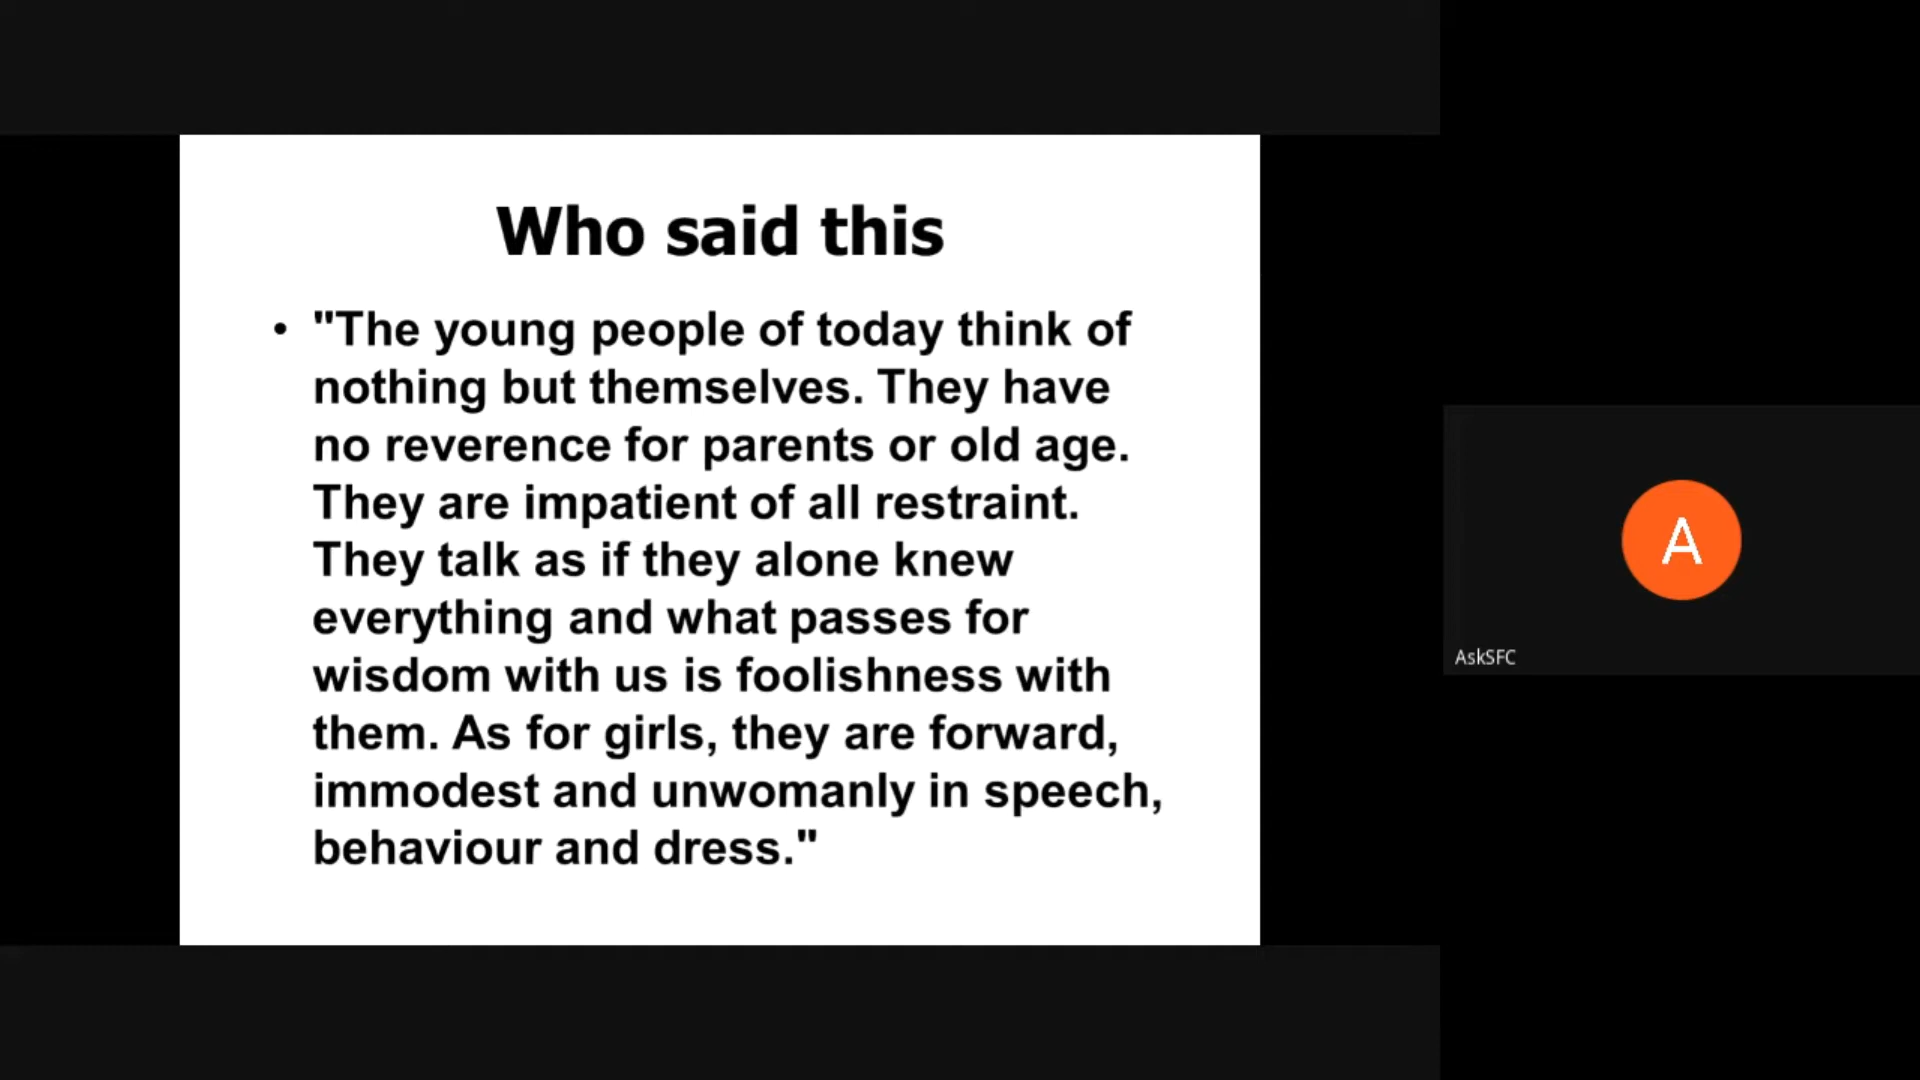 Who said this
• "The young people of today think of
nothing but themselves. They have
no reverence for parents or old age.
They are impatient of all restraint.
They talk as if they alone knew
everything and what passes for
wisdom with us is foolishness with
them. As for girls, they are forward,
immodest and unwomanly in speech,
behaviour and dress."
A
AskSFC